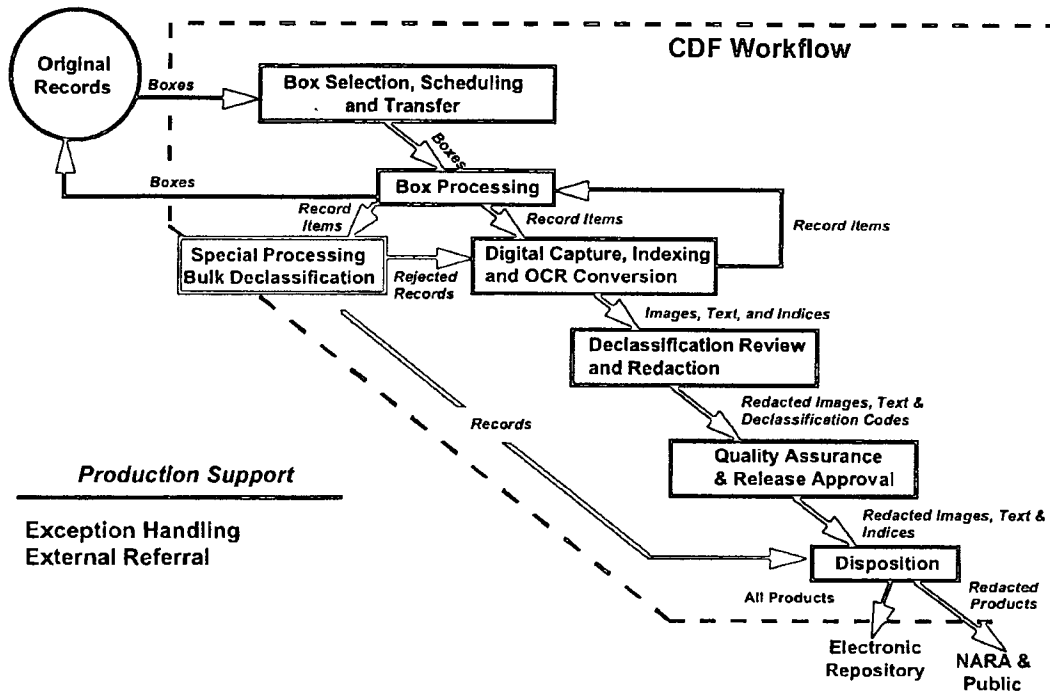 CDF Workflow
Original
Records
Boxes
Box Selection, Scheduling
and Transfer
Boxes
Boxes
Box Processing
Record
Items
Record Items
Record Items
Special Processing
Bulk Declassification
Rejected
Records
Digital Capture, Indexing
and OCR Conversion
Images, Text, and Indices
Declassification Review
and Redaction
Redacted Images, Text &
Declassification Codes
Records
Quality Assurance
& Release Approval
Production Support
Exception Handling
External Referral
Redacted Images, Text &
Indices
Disposition
All Products
Redacted
Products
Electronic
Repository
NARA &
Public